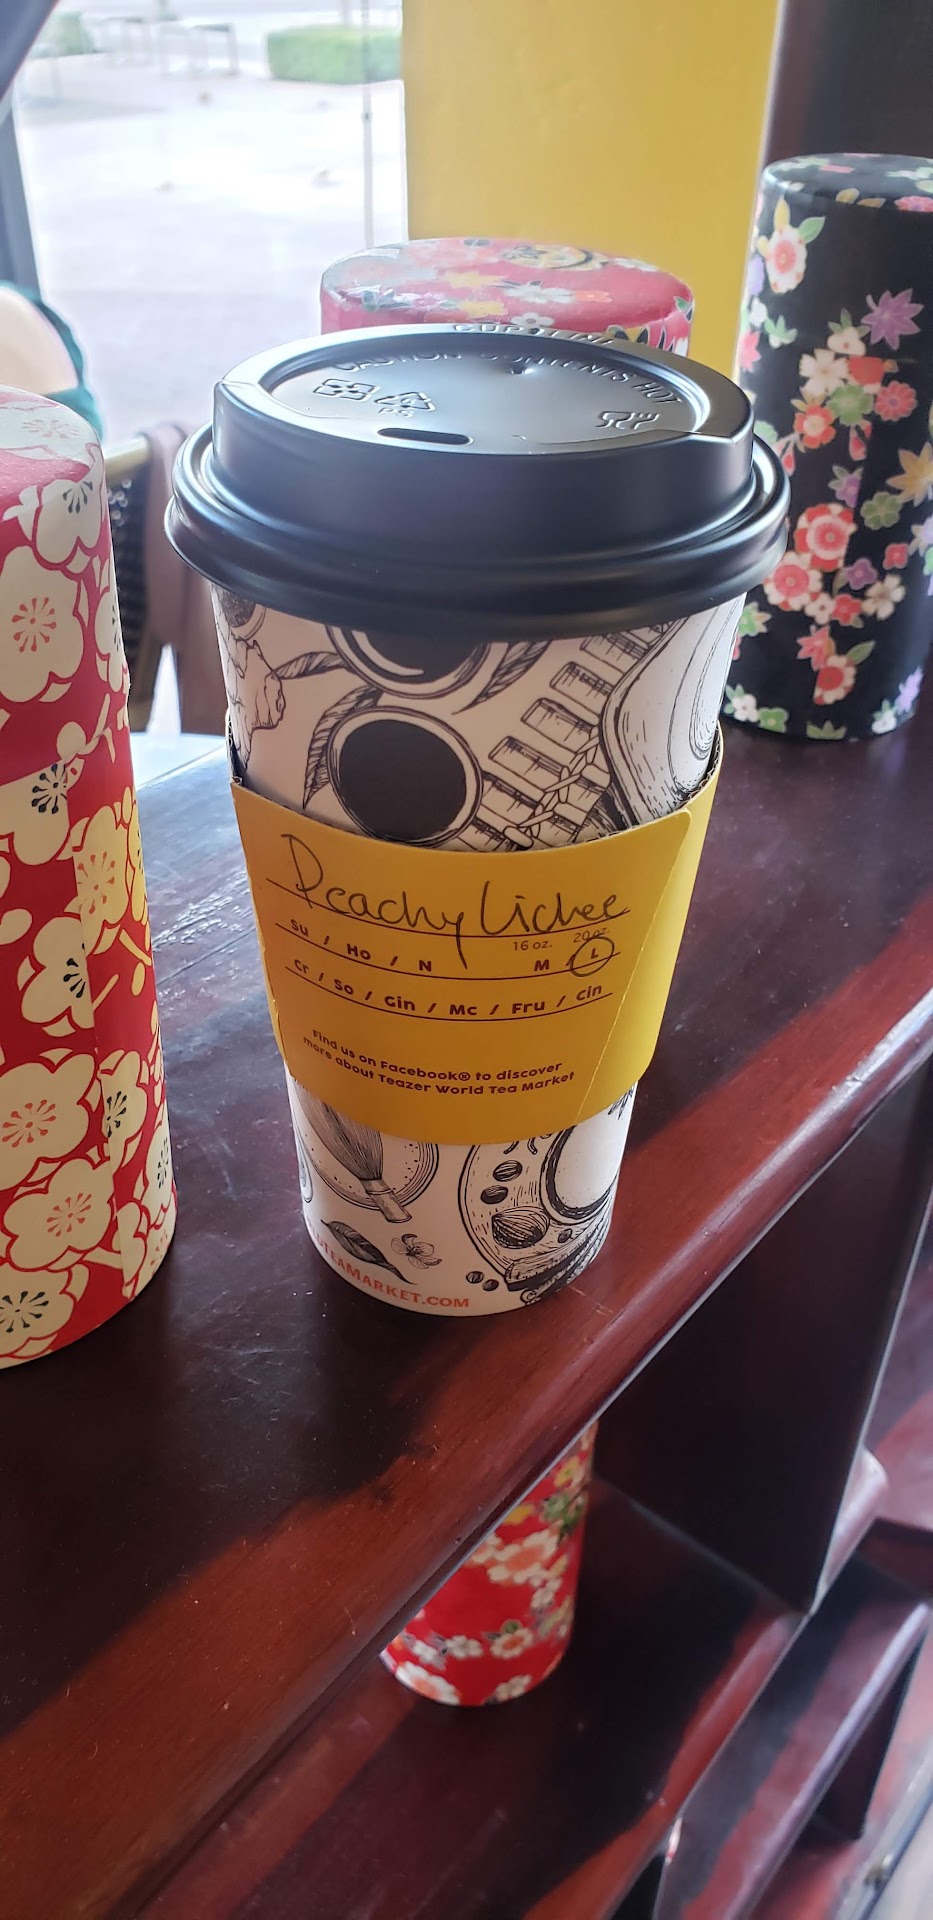 CAUTION CONTENTS HOT
Peachy Lichee
16 oz. 20 oz.
Su / Ho / N M / L
Cr / So / Gin / Mc / Fru / Cin
Find us on Facebook® to discover
more about Teazer World Tea Market
TEAMARKET.COM